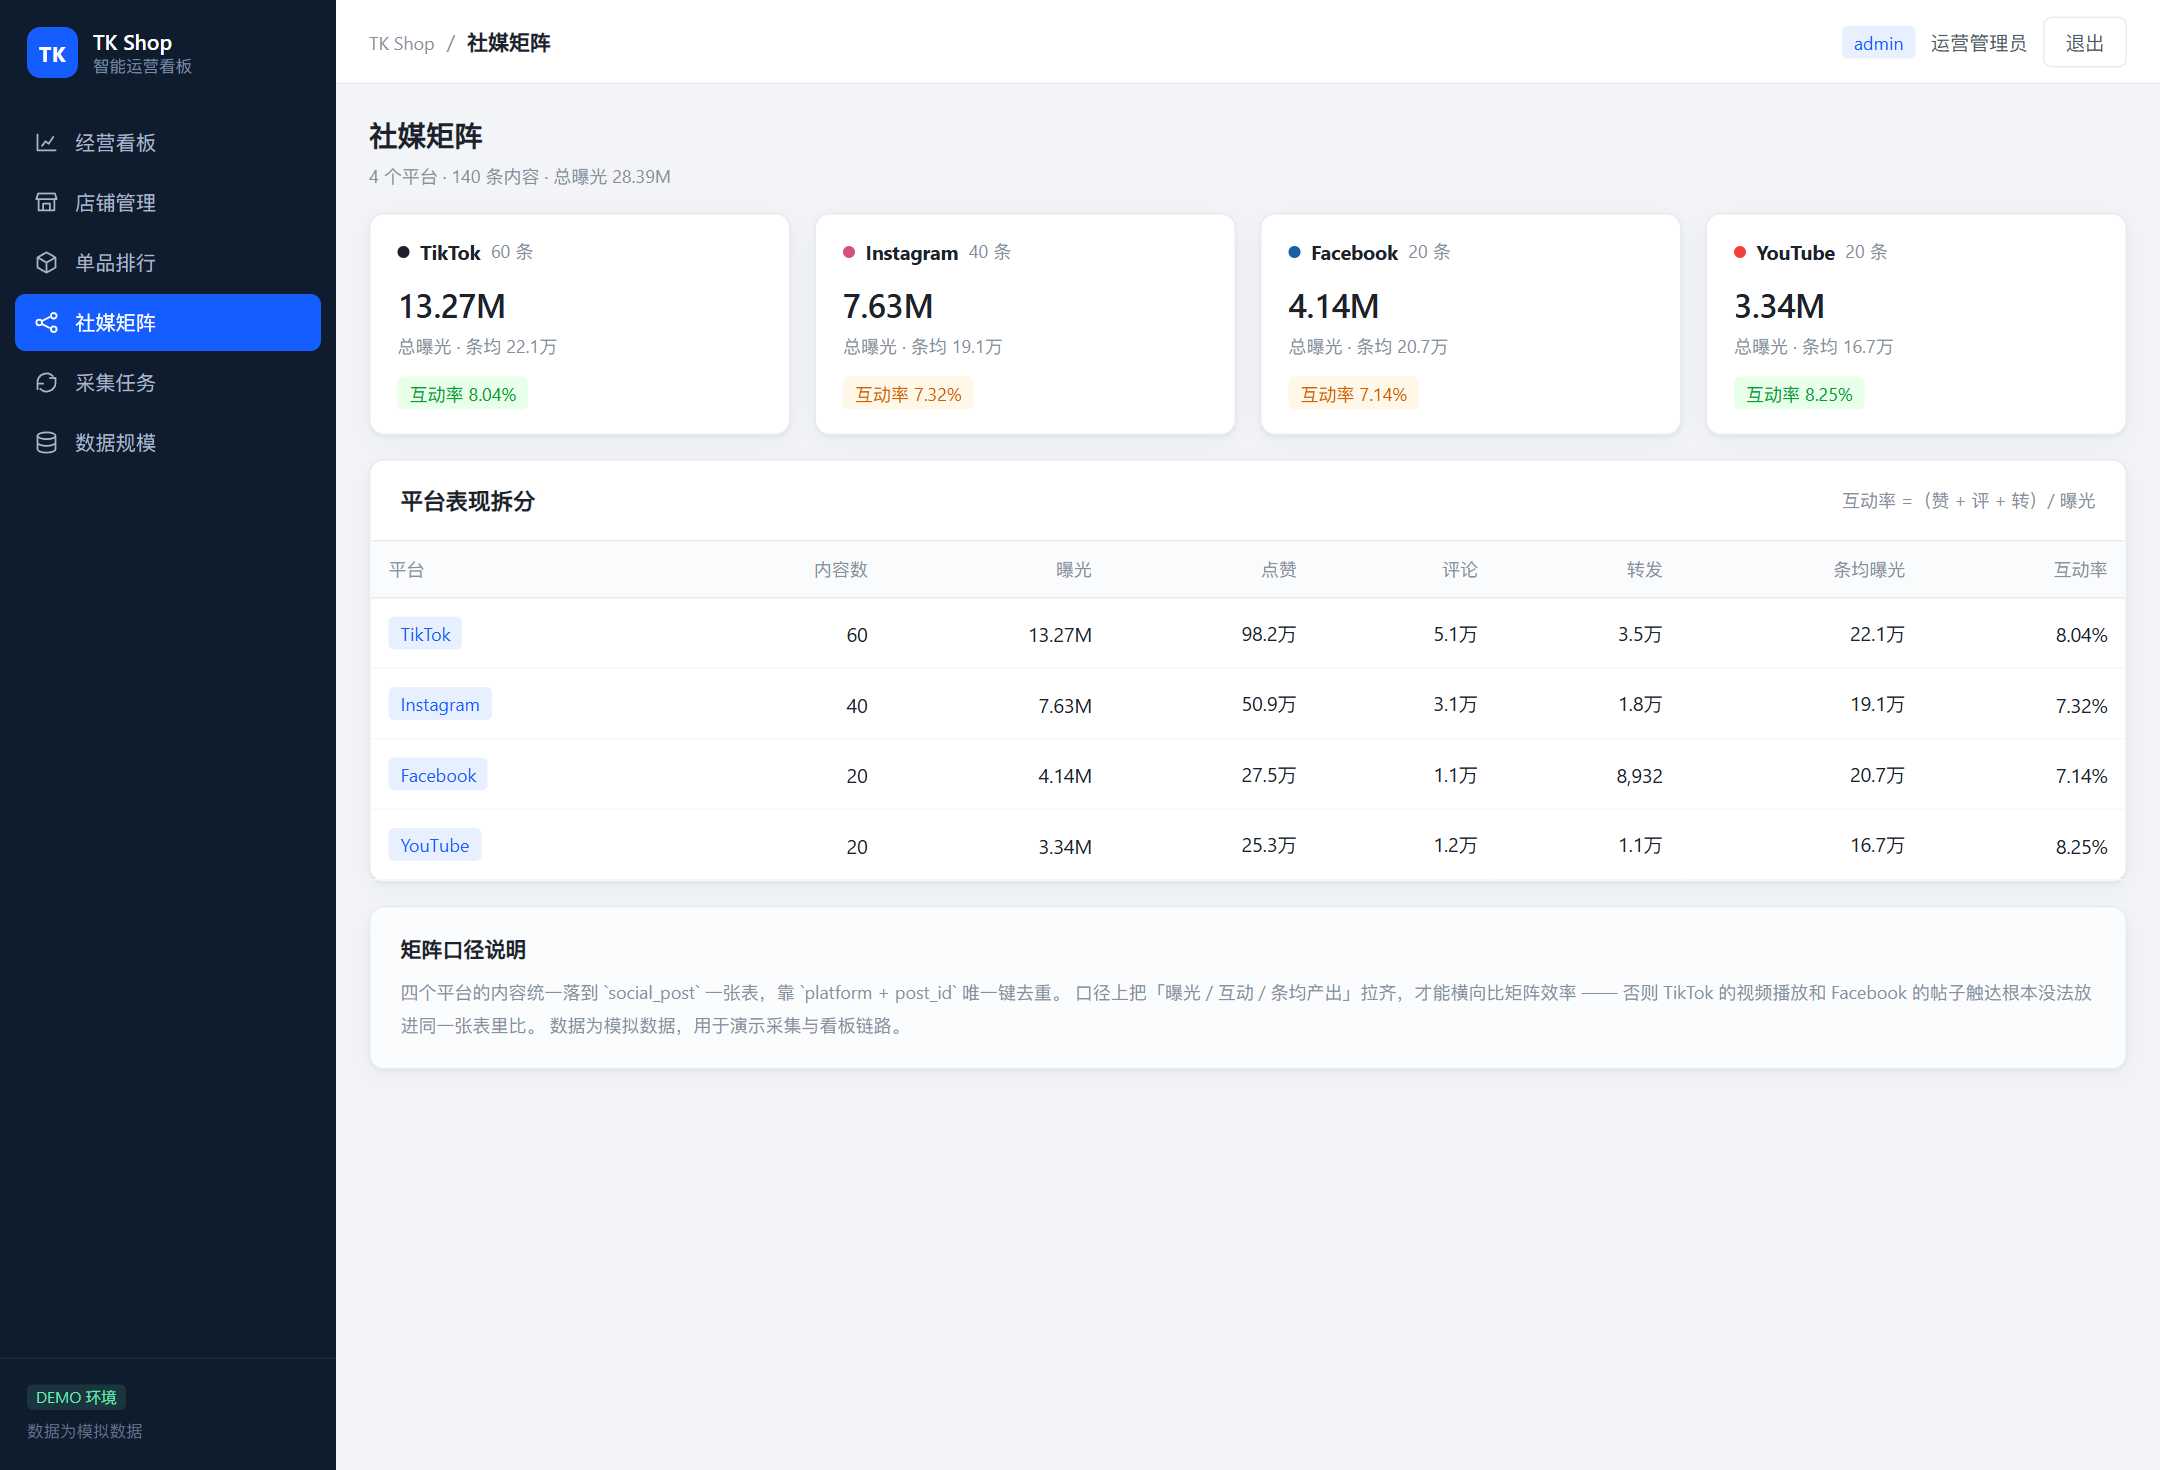 TK
TK Shop
智能运营看板
经营看板
店铺管理
单品排行
社媒矩阵
采集任务
数据规模
DEMO 环境
数据为模拟数据
TK Shop / 社媒矩阵
admin 运营管理员 退出
社媒矩阵
4 个平台 · 140 条内容 · 总曝光 28.39M
TikTok 60 条
13.27M
总曝光 · 条均 22.1万
互动率 8.04%
Instagram 40 条
7.63M
总曝光 · 条均 19.1万
互动率 7.32%
Facebook 20 条
4.14M
总曝光 · 条均 20.7万
互动率 7.14%
YouTube 20 条
3.34M
总曝光 · 条均 16.7万
互动率 8.25%
平台表现拆分 互动率 =（赞 + 评 + 转）/ 曝光
平台 内容数 曝光 点赞 评论 转发 条均曝光 互动率
TikTok 60 13.27M 98.2万 5.1万 3.5万 22.1万 8.04%
Instagram 40 7.63M 50.9万 3.1万 1.8万 19.1万 7.32%
Facebook 20 4.14M 27.5万 1.1万 8,932 20.7万 7.14%
YouTube 20 3.34M 25.3万 1.2万 1.1万 16.7万 8.25%
矩阵口径说明
四个平台的内容统一落到 `social_post` 一张表，靠 `platform + post_id` 唯一键去重。 口径上把「曝光 / 互动 / 条均产出」拉齐，才能横向比矩阵效率 —— 否则 TikTok 的视频播放和 Facebook 的帖子触达根本没法放
进同一张表里比。 数据为模拟数据，用于演示采集与看板链路。